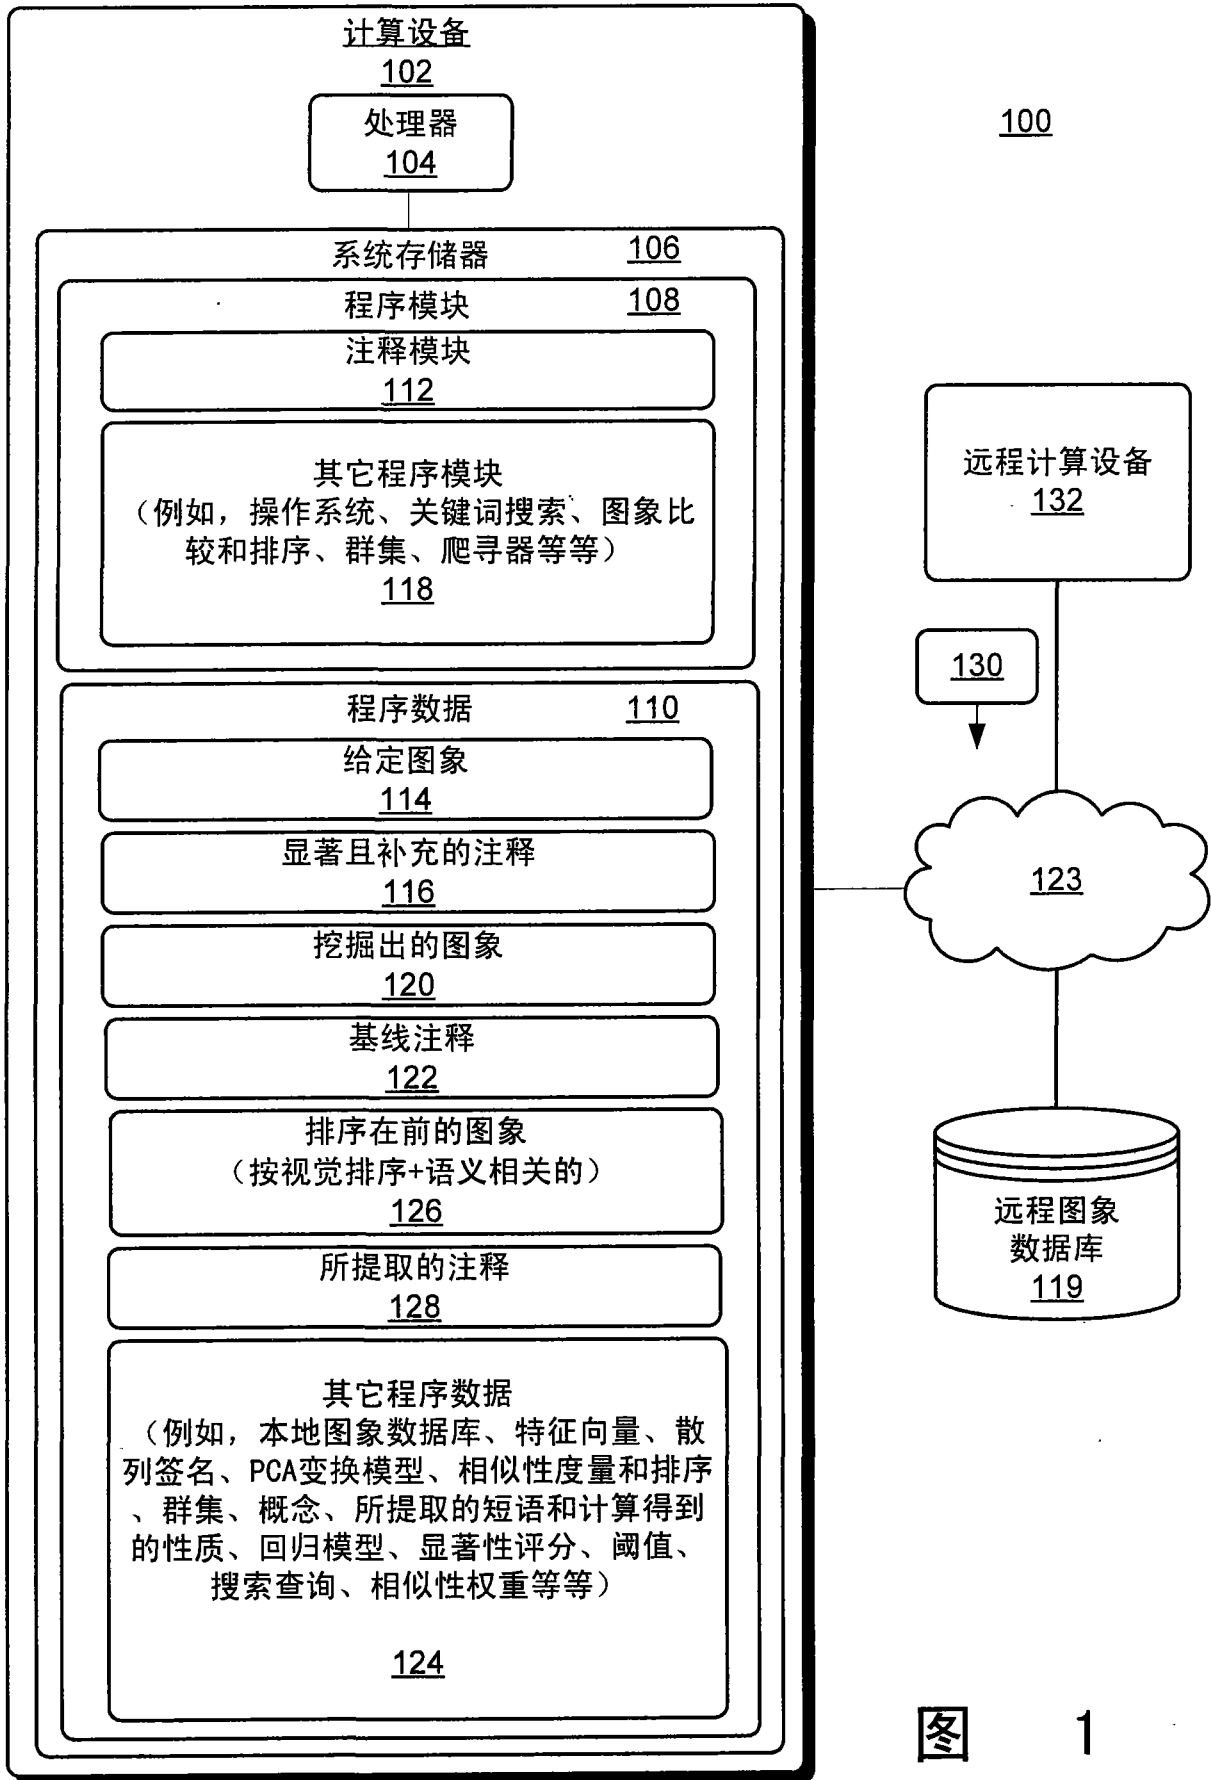 计算设备
102
处理器
104
系统存储器 106
程序模块 108
注释模块
112
其它程序模块
（例如，操作系统、关键词搜索、图象比
较和排序、群集、爬寻器等等）
118
程序数据 110
给定图象
114
显著且补充的注释
116
挖掘出的图象
120
基线注释
122
排序在前的图象
（按视觉排序+语义相关的）
126
所提取的注释
128
其它程序数据
（例如，本地图象数据库、特征向量、散
列签名、PCA变换模型、相似性度量和排序
、群集、概念、所提取的短语和计算得到
的性质、回归模型、显著性评分、阈值、
搜索查询、相似性权重等等）
124
100
远程计算设备
132
130
123
远程图象
数据库
119
图 1